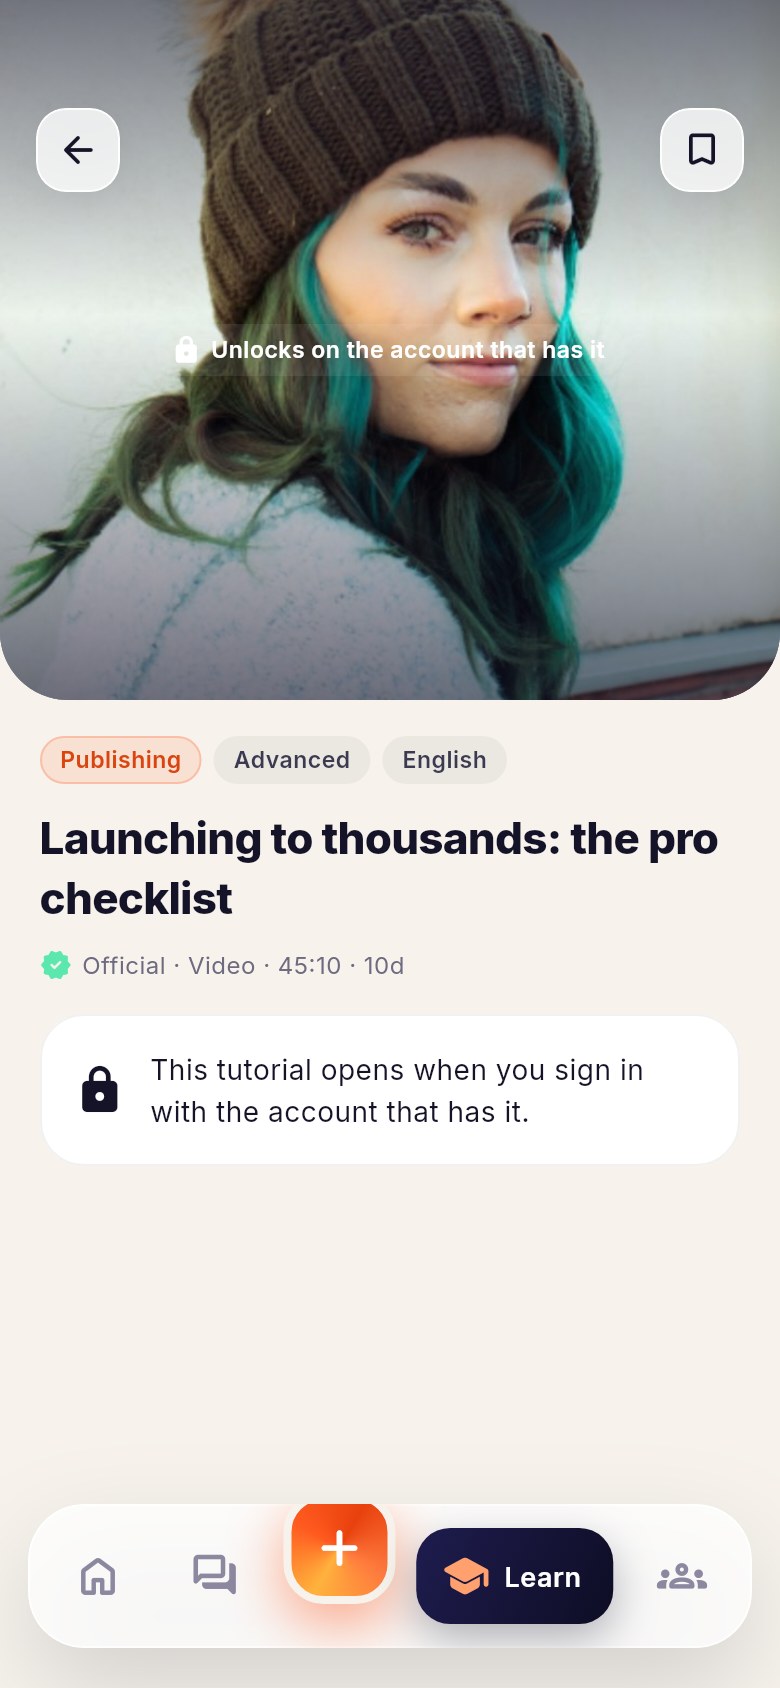 Unlocks on the account that has it
Publishing
Advanced
English
Launching to thousands: the pro
checklist
Official · Video · 45:10 · 10d
This tutorial opens when you sign in
with the account that has it.
Learn